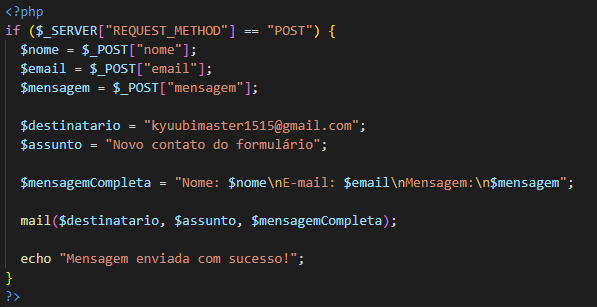 <?php
if ($_SERVER["REQUEST_METHOD"] == "POST") {
  $nome = $_POST["nome"];
  $email = $_POST["email"];
  $mensagem = $_POST["mensagem"];

  $destinatario = "kyuubimaster1515@gmail.com";
  $assunto = "Novo contato do formulário";

  $mensagemCompleta = "Nome: $nome\nE-mail: $email\nMensagem:\n$mensagem";

  mail($destinatario, $assunto, $mensagemCompleta);

  echo "Mensagem enviada com sucesso!";
}
?>